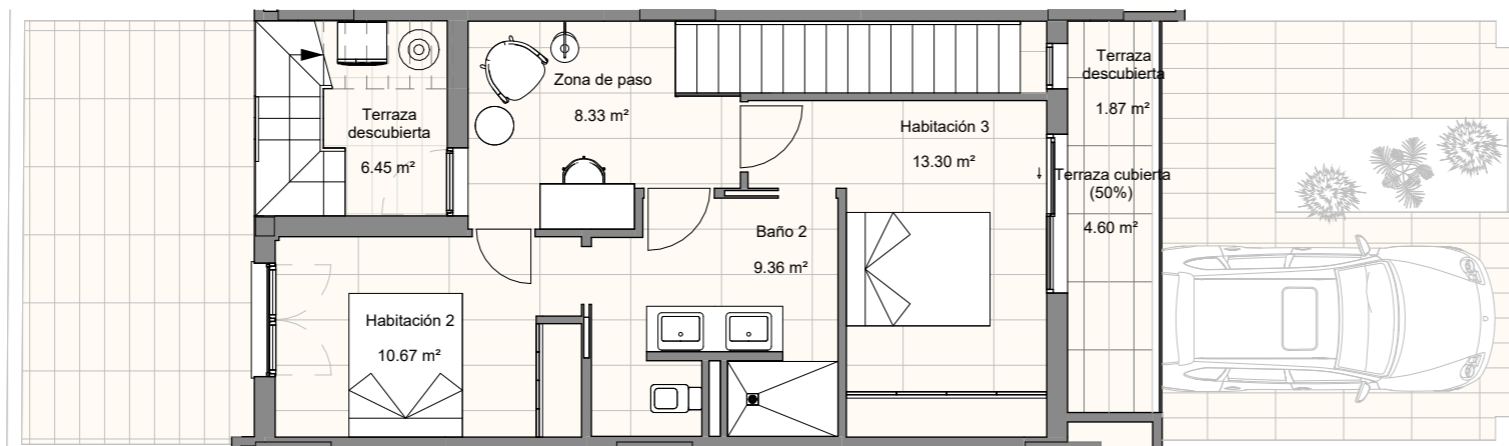 Terraza
descubierta
6.45 m²
Zona de paso
8.33 m²
Habitación 3
13.30 m²
Terraza
descubierta
1.87 m²
Terraza cubierta
(50%)
4.60 m²
Baño 2
9.36 m²
Habitación 2
10.67 m²